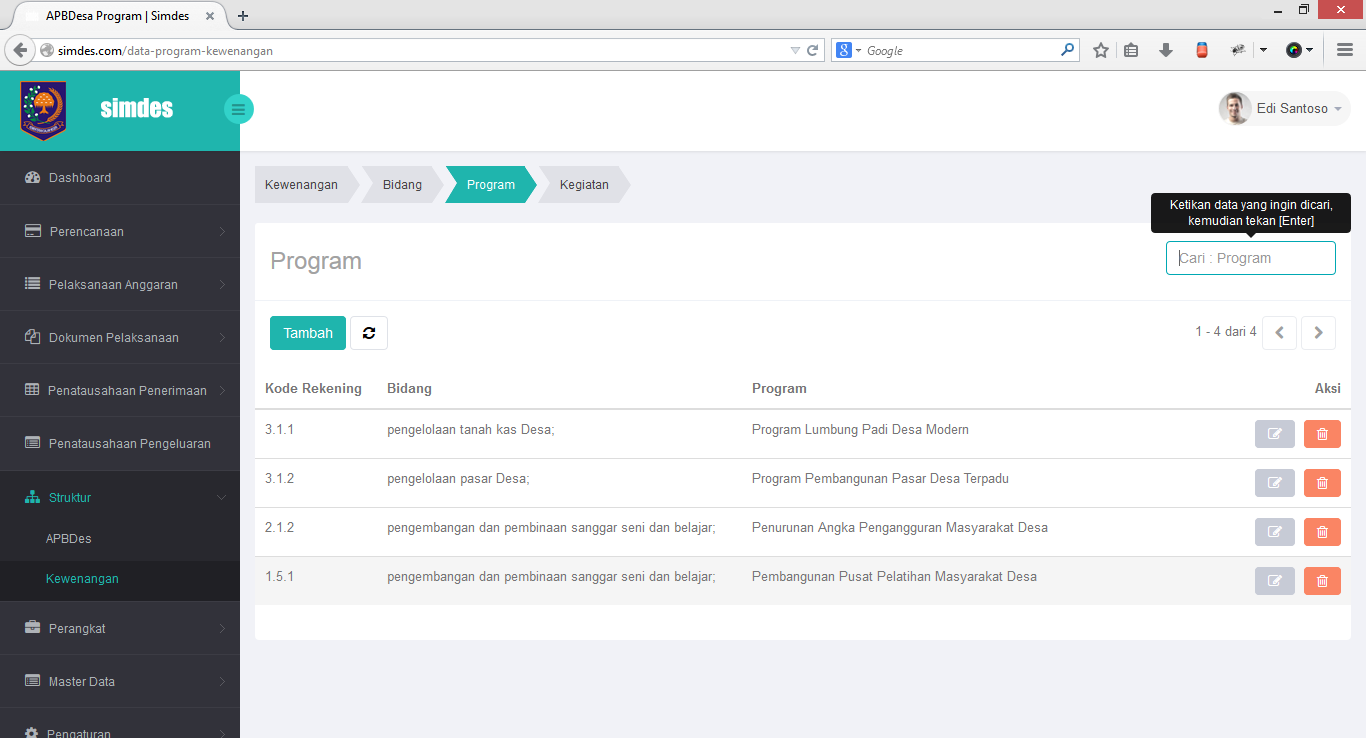 APBDesa Program | Simdes
simdes.com/data-program-kewenangan
Google
simdes
Edi Santoso
Dashboard
Perencanaan
Pelaksanaan Anggaran
Dokumen Pelaksanaan
Penatausahaan Penerimaan
Penatausahaan Pengeluaran
Struktur
APBDes
Kewenangan
Perangkat
Master Data
Pengaturan
Kewenangan
Bidang
Program
Kegiatan
Ketikan data yang ingin dicari,
kemudian tekan [Enter]
Program
Cari : Program
Tambah
1 - 4 dari 4
Kode Rekening Bidang Program Aksi
3.1.1 pengelolaan tanah kas Desa; Program Lumbung Padi Desa Modern
3.1.2 pengelolaan pasar Desa; Program Pembangunan Pasar Desa Terpadu
2.1.2 pengembangan dan pembinaan sanggar seni dan belajar; Penurunan Angka Pengangguran Masyarakat Desa
1.5.1 pengembangan dan pembinaan sanggar seni dan belajar; Pembangunan Pusat Pelatihan Masyarakat Desa